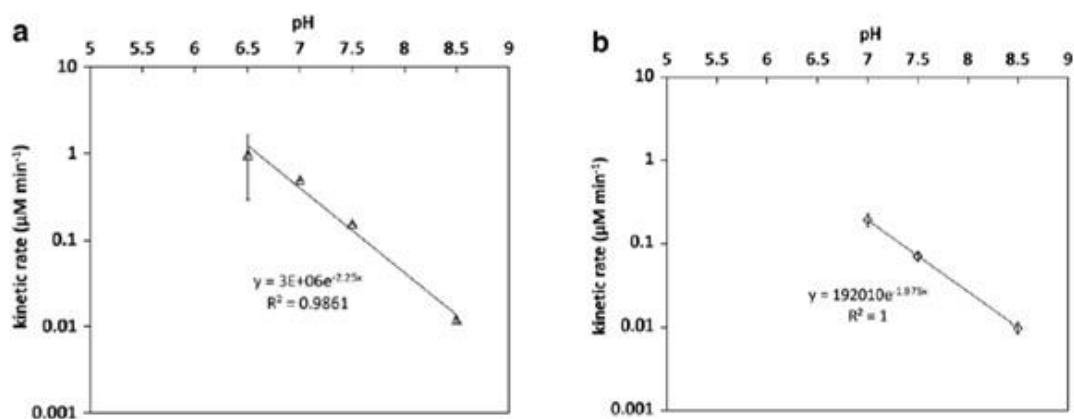 a
pH
5 5.5 6 6.5 7 7.5 8 8.5 9
10
1
0.1
0.01
0.001
kinetic rate (µM min⁻¹)
y = 3E+06e⁻²·²⁵ˣ
R² = 0.9861
b
pH
5 5.5 6 6.5 7 7.5 8 8.5 9
10
1
0.1
0.01
0.001
kinetic rate (µM min⁻¹)
y = 192010e⁻¹·⁹⁷⁵ˣ
R² = 1